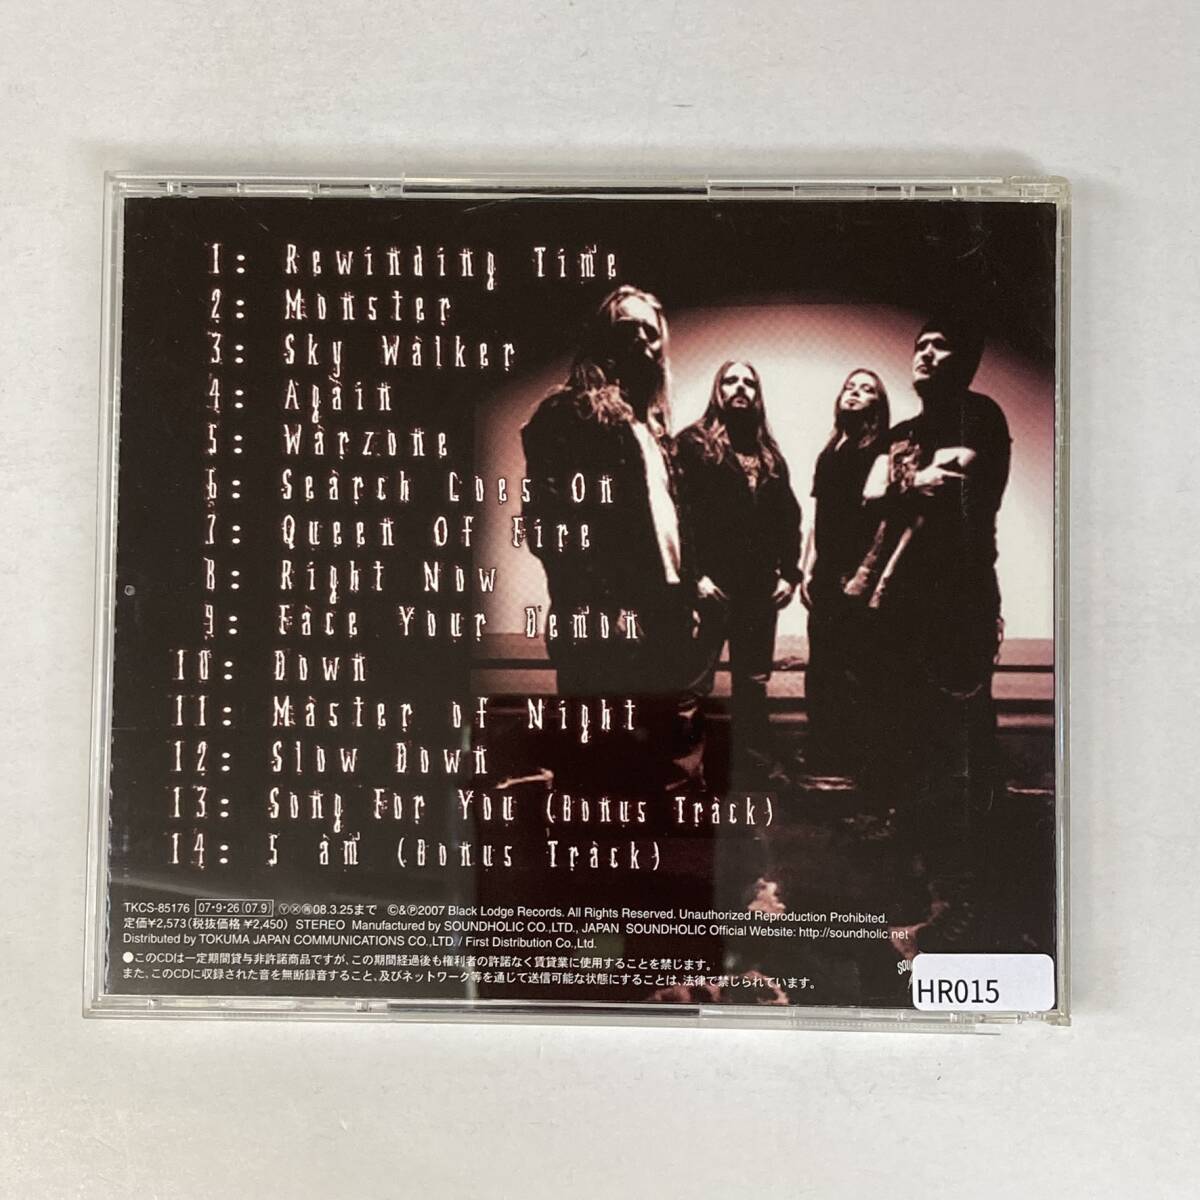 1: Rewinding Time
2: Monster
3: Sky Walker
4: Again
5: Warzone
6: Search Goes On
7: Queen Of Fire
8: Right Now
9: Face Your Demon
10: Down
11: Master of Night
12: Slow Down
13: Song For You (Bonus Track)
14: 5 am (Bonus Track)
TKCS-85176 07・9・26 (07.9) Ⓨ Ⓧ 08.3.25まで ©&℗2007 Black Lodge Records. All Rights Reserved. Unauthorized Reproduction Prohibited.
定価¥2,573(税抜価格 ¥2,450) STEREO Manufactured by SOUNDHOLIC CO.,LTD., JAPAN SOUNDHOLIC Official Website: http://soundholic.net
Distributed by TOKUMA JAPAN COMMUNICATIONS CO.,LTD. / First Distribution Co.,Ltd.
●このCDは一定期間貸与非許諾商品ですが、この期間経過後も権利者の許諾なく賃貸業に使用することを禁じます。
また、このCDに収録された音を無断録音すること、及びネットワーク等を通じて送信可能な状態にすることは、法律で禁じられています。
HR015